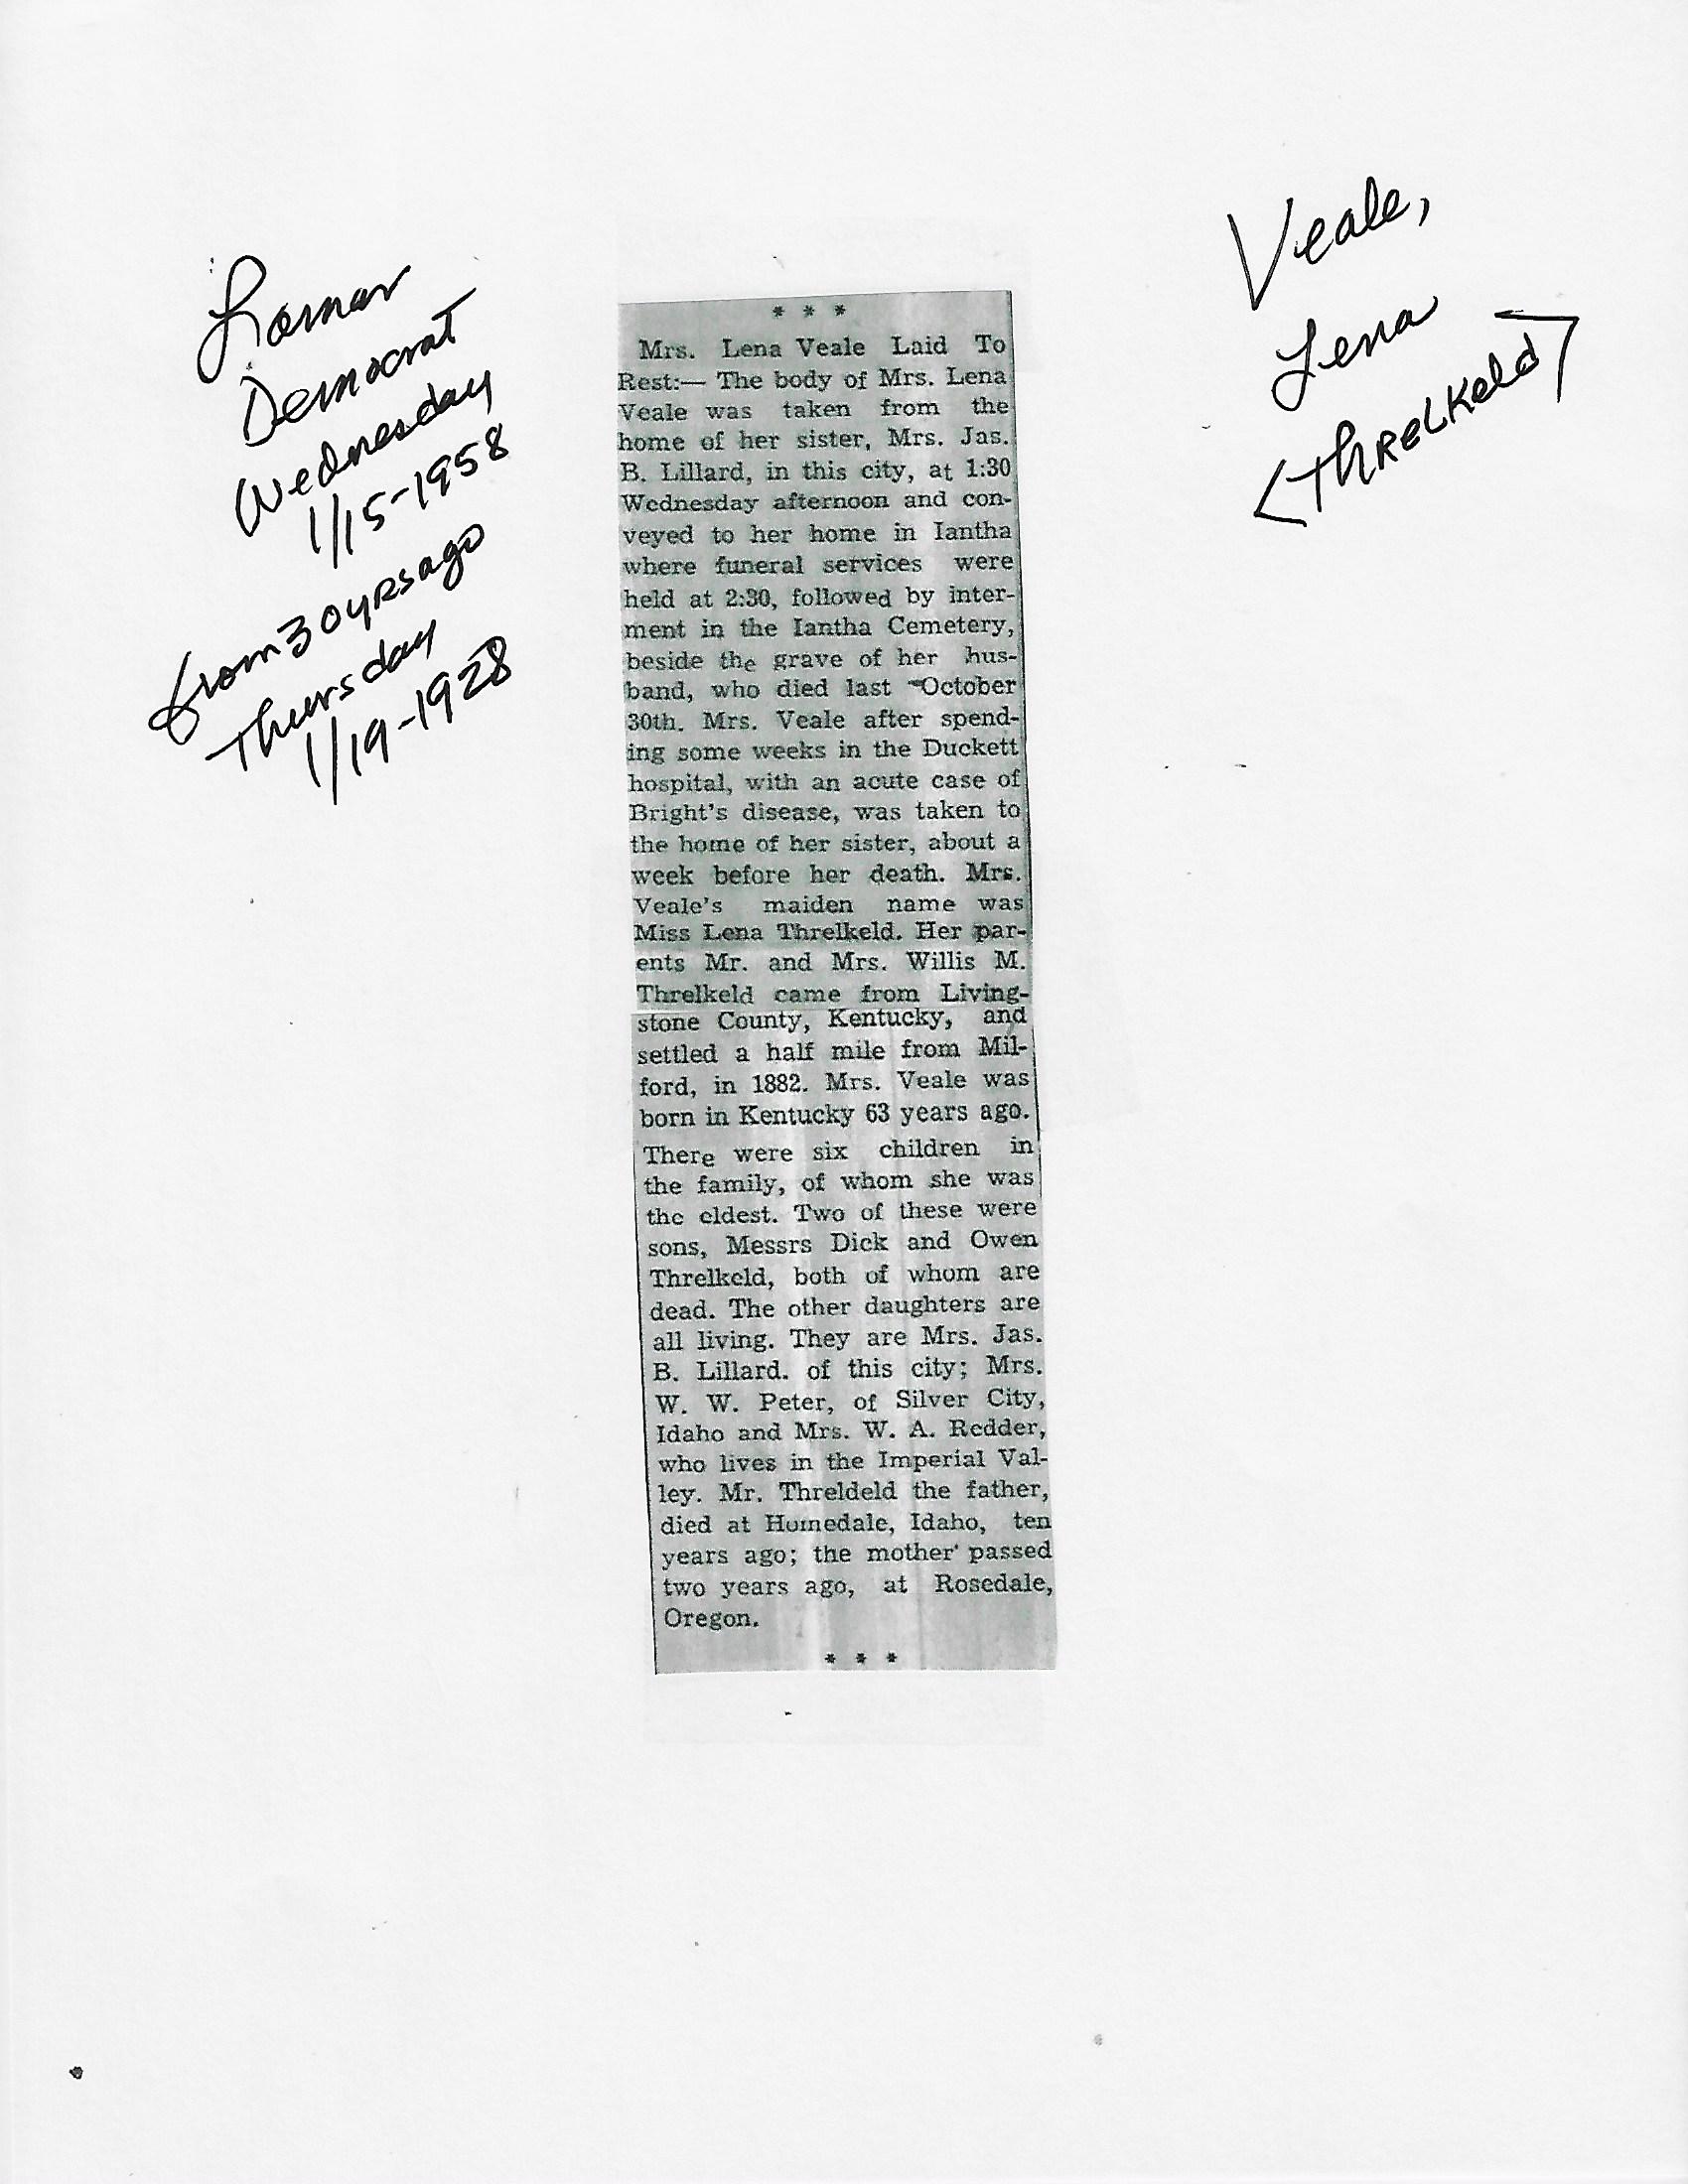 Lamar
Democrat
Wednesday
1/15-1958
from 30 yrs ago
Thursday
1/19-1928
Veale,
Lena
<ThReLKeld>
* * *
Mrs. Lena Veale Laid To
Rest:— The body of Mrs. Lena
Veale was taken from the
home of her sister, Mrs. Jas.
B. Lillard, in this city, at 1:30
Wednesday afternoon and con-
veyed to her home in Iantha
where funeral services were
held at 2:30, followed by inter-
ment in the Iantha Cemetery,
beside the grave of her hus-
band, who died last October
30th. Mrs. Veale after spend-
ing some weeks in the Duckett
hospital, with an acute case of
Bright's disease, was taken to
the home of her sister, about a
week before her death. Mrs.
Veale's maiden name was
Miss Lena Threlkeld. Her par-
ents Mr. and Mrs. Willis M.
Threlkeld came from Living-
stone County, Kentucky, and
settled a half mile from Mil-
ford, in 1882. Mrs. Veale was
born in Kentucky 63 years ago.
There were six children in
the family, of whom she was
the eldest. Two of these were
sons, Messrs Dick and Owen
Threlkeld, both of whom are
dead. The other daughters are
all living. They are Mrs. Jas.
B. Lillard. of this city; Mrs.
W. W. Peter, of Silver City,
Idaho and Mrs. W. A. Redder,
who lives in the Imperial Val-
ley. Mr. Threldeld the father,
died at Homedale, Idaho, ten
years ago; the mother passed
two years ago, at Rosedale,
Oregon.
* * *